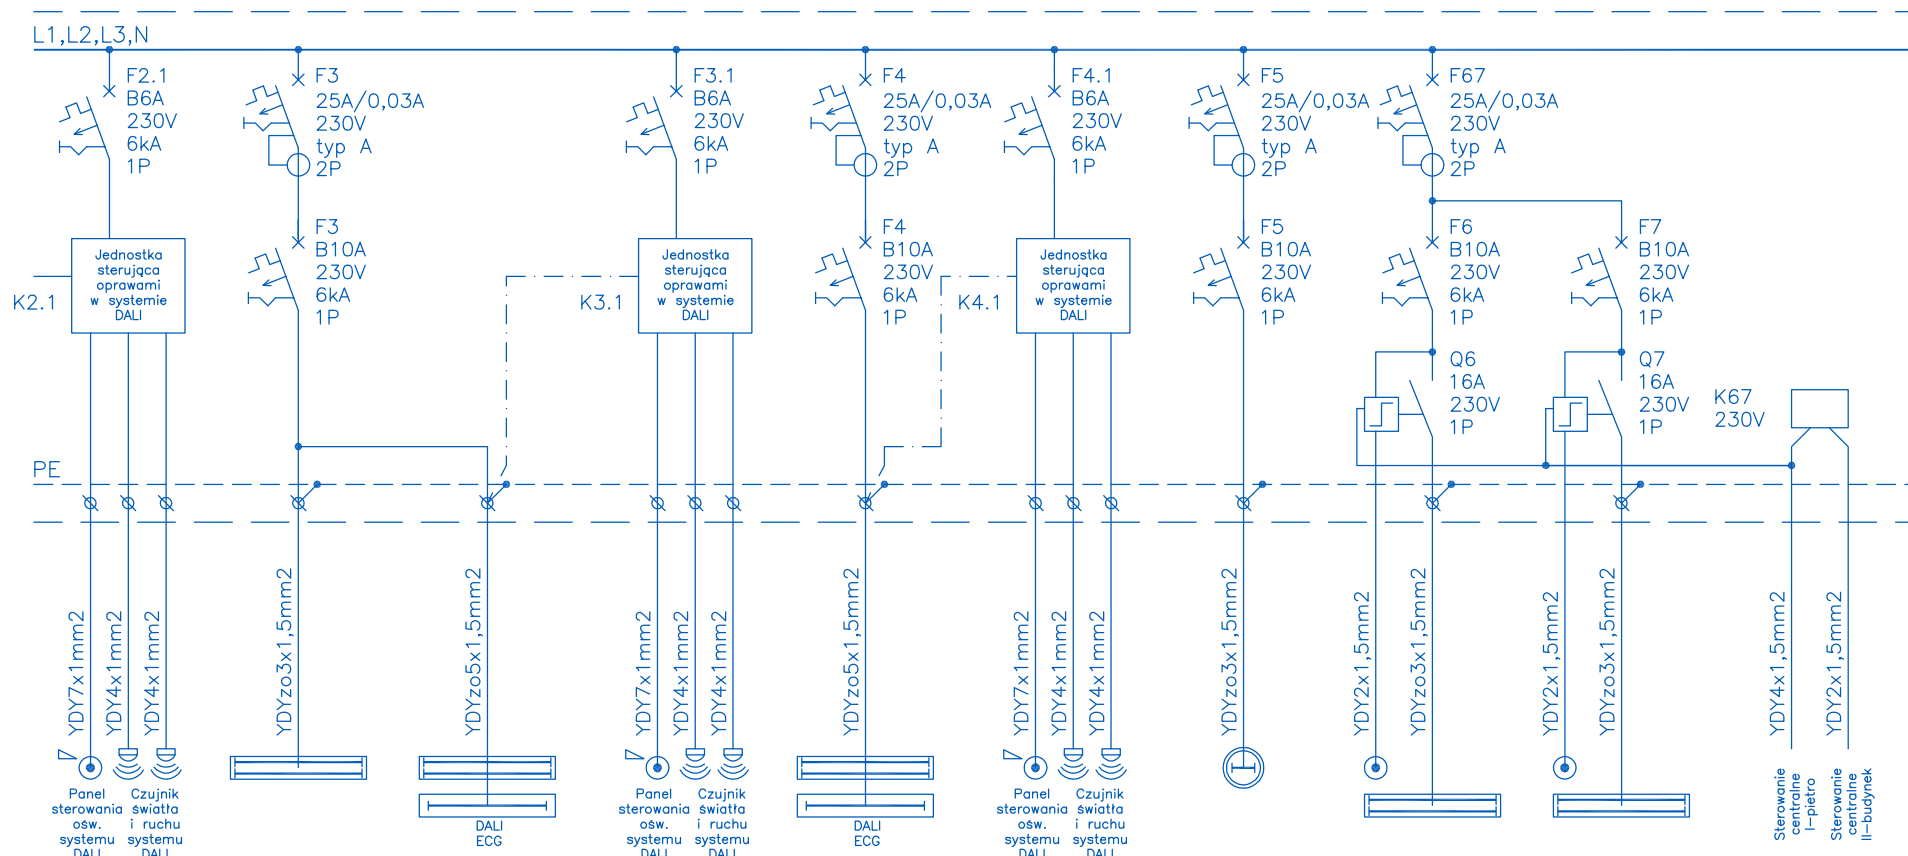 L1,L2,L3,N
F2.1
B6A
230V
6kA
1P
F3
25A/0,03A
230V
typ A
2P
F3.1
B6A
230V
6kA
1P
F4
25A/0,03A
230V
typ A
2P
F4.1
B6A
230V
6kA
1P
F5
25A/0,03A
230V
typ A
2P
F67
25A/0,03A
230V
typ A
2P
K2.1
Jednostka
sterująca
oprawami
w systemie
DALI
F3
B10A
230V
6kA
1P
K3.1
Jednostka
sterująca
oprawami
w systemie
DALI
F4
B10A
230V
6kA
1P
K4.1
Jednostka
sterująca
oprawami
w systemie
DALI
F5
B10A
230V
6kA
1P
F6
B10A
230V
6kA
1P
F7
B10A
230V
6kA
1P
Q6
16A
230V
1P
Q7
16A
230V
1P
K67
230V
PE
YDY7x1mm2
YDY4x1mm2
YDY4x1mm2
YDYzo3x1,5mm2
YDYzo5x1,5mm2
YDY7x1mm2
YDY4x1mm2
YDY4x1mm2
YDYzo5x1,5mm2
YDY7x1mm2
YDY4x1mm2
YDY4x1mm2
YDYzo3x1,5mm2
YDY2x1,5mm2
YDYzo3x1,5mm2
YDY2x1,5mm2
YDYzo3x1,5mm2
YDY4x1,5mm2
YDY2x1,5mm2
Panel
sterowania
ośw.
systemu
DALI
Czujnik
światła
i ruchu
systemu
DALI
DALI
ECG
Panel
sterowania
ośw.
systemu
DALI
Czujnik
światła
i ruchu
systemu
DALI
DALI
ECG
Panel
sterowania
ośw.
systemu
DALI
Czujnik
światła
i ruchu
systemu
DALI
Sterowanie
centralne
I-piętro
Sterowanie
centralne
II-budynek